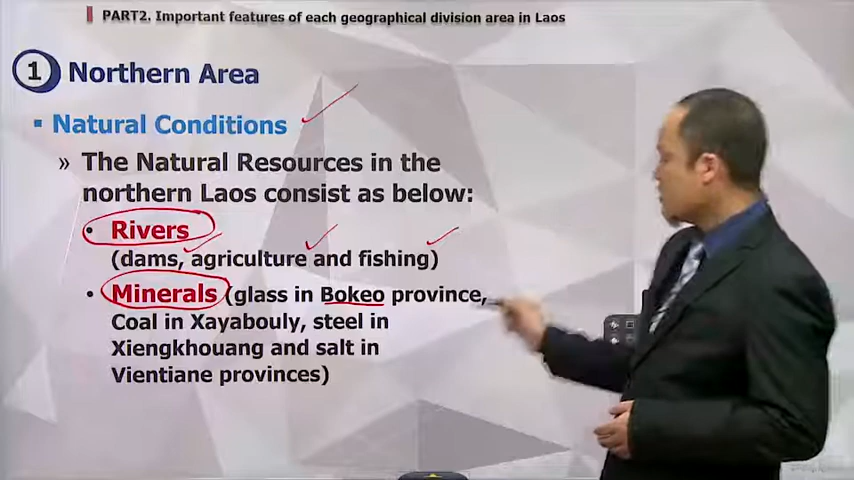 PART2. Important features of each geographical division area in Laos
1 Northern Area
▪ Natural Conditions
» The Natural Resources in the
northern Laos consist as below:
• Rivers
(dams, agriculture and fishing)
• Minerals (glass in Bokeo province,
Coal in Xayabouly, steel in
Xiengkhouang and salt in
Vientiane provinces)